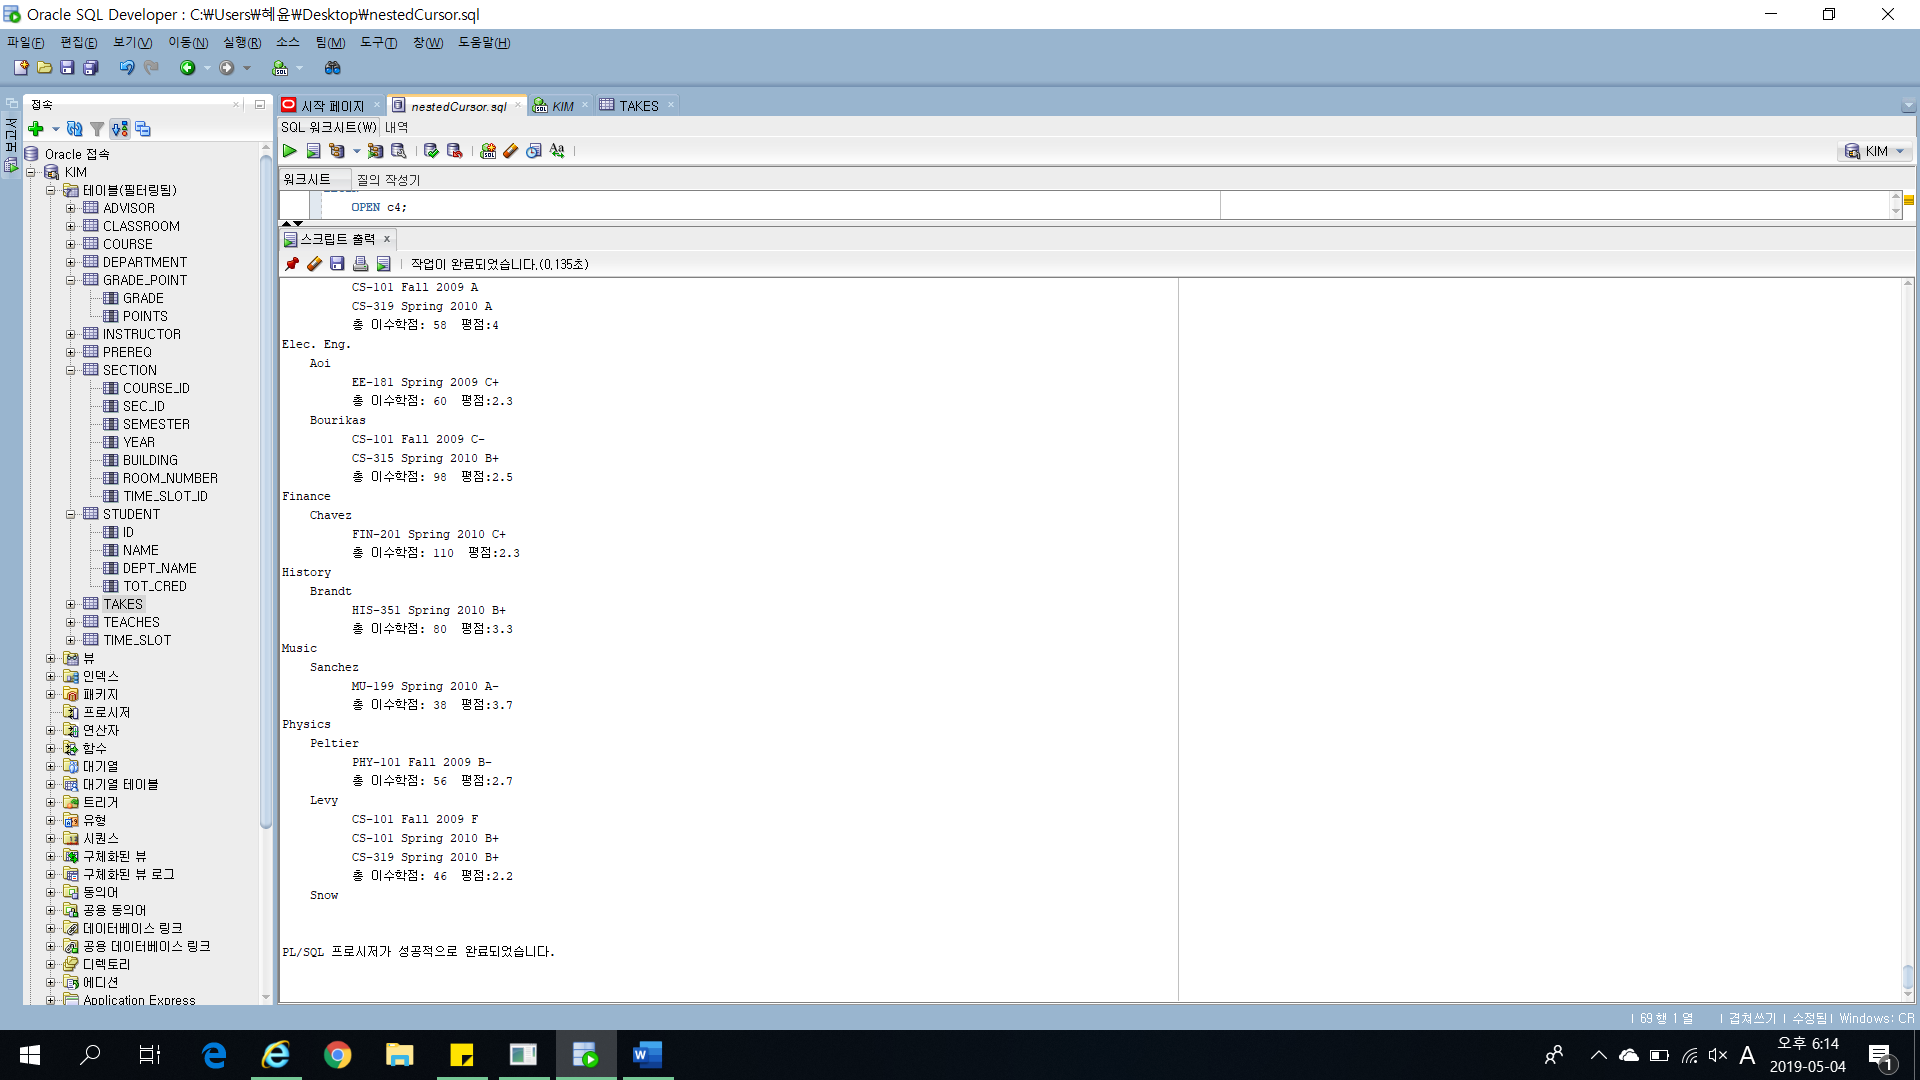 Oracle SQL Developer : C:₩Users₩혜윤₩Desktop₩nestedCursor.sql
파일(F) 편집(E) 보기(V) 이동(N) 실행(R) 소스 팀(M) 도구(T) 창(W) 도움말(H)
접속
보고서
Oracle 접속
KIM
테이블(필터링됨)
ADVISOR
CLASSROOM
COURSE
DEPARTMENT
GRADE_POINT
GRADE
POINTS
INSTRUCTOR
PREREQ
SECTION
COURSE_ID
SEC_ID
SEMESTER
YEAR
BUILDING
ROOM_NUMBER
TIME_SLOT_ID
STUDENT
ID
NAME
DEPT_NAME
TOT_CRED
TAKES
TEACHES
TIME_SLOT
뷰
인덱스
패키지
프로시저
연산자
함수
대기열
대기열 테이블
트리거
유형
시퀀스
구체화된 뷰
구체화된 뷰 로그
동의어
공용 동의어
데이터베이스 링크
공용 데이터베이스 링크
디렉토리
에디션
Application Express
시작 페이지 nestedCursor.sql KIM TAKES
SQL 워크시트(W) 내역
KIM
워크시트 질의 작성기
OPEN c4;
스크립트 출력
작업이 완료되었습니다.(0.135초)
CS-101 Fall 2009 A
CS-319 Spring 2010 A
총 이수학점: 58 평점:4
Elec. Eng.
Aoi
EE-181 Spring 2009 C+
총 이수학점: 60 평점:2.3
Bourikas
CS-101 Fall 2009 C-
CS-315 Spring 2010 B+
총 이수학점: 98 평점:2.5
Finance
Chavez
FIN-201 Spring 2010 C+
총 이수학점: 110 평점:2.3
History
Brandt
HIS-351 Spring 2010 B+
총 이수학점: 80 평점:3.3
Music
Sanchez
MU-199 Spring 2010 A-
총 이수학점: 38 평점:3.7
Physics
Peltier
PHY-101 Fall 2009 B-
총 이수학점: 56 평점:2.7
Levy
CS-101 Fall 2009 F
CS-101 Spring 2010 B+
CS-319 Spring 2010 B+
총 이수학점: 46 평점:2.2
Snow
PL/SQL 프로시저가 성공적으로 완료되었습니다.
69 행 1 열 | 겹쳐쓰기 | 수정됨 | Windows: CR
A
오후 6:14
2019-05-04
1